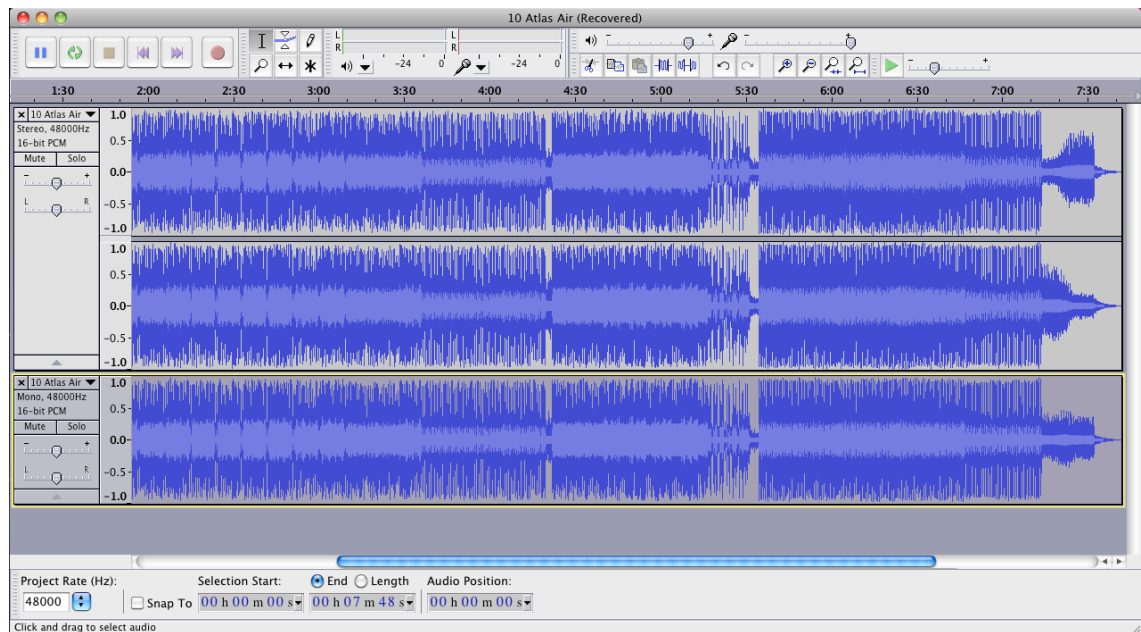 10 Atlas Air (Recovered)
L
R
-24 0
L
R
-24 0
1:30 2:00 2:30 3:00 3:30 4:00 4:30 5:00 5:30 6:00 6:30 7:00 7:30
10 Atlas Air
Stereo, 48000Hz
16-bit PCM
Mute Solo
- +
L R
1.0
0.5-
0.0-
-0.5-
-1.0
1.0
0.5-
0.0-
-0.5-
-1.0
10 Atlas Air
Mono, 48000Hz
16-bit PCM
Mute Solo
- +
L R
1.0
0.5-
0.0-
-0.5-
-1.0
Project Rate (Hz): Selection Start: End Length Audio Position:
48000 Snap To 00 h 00 m 00 s 00 h 07 m 48 s 00 h 00 m 00 s
Click and drag to select audio